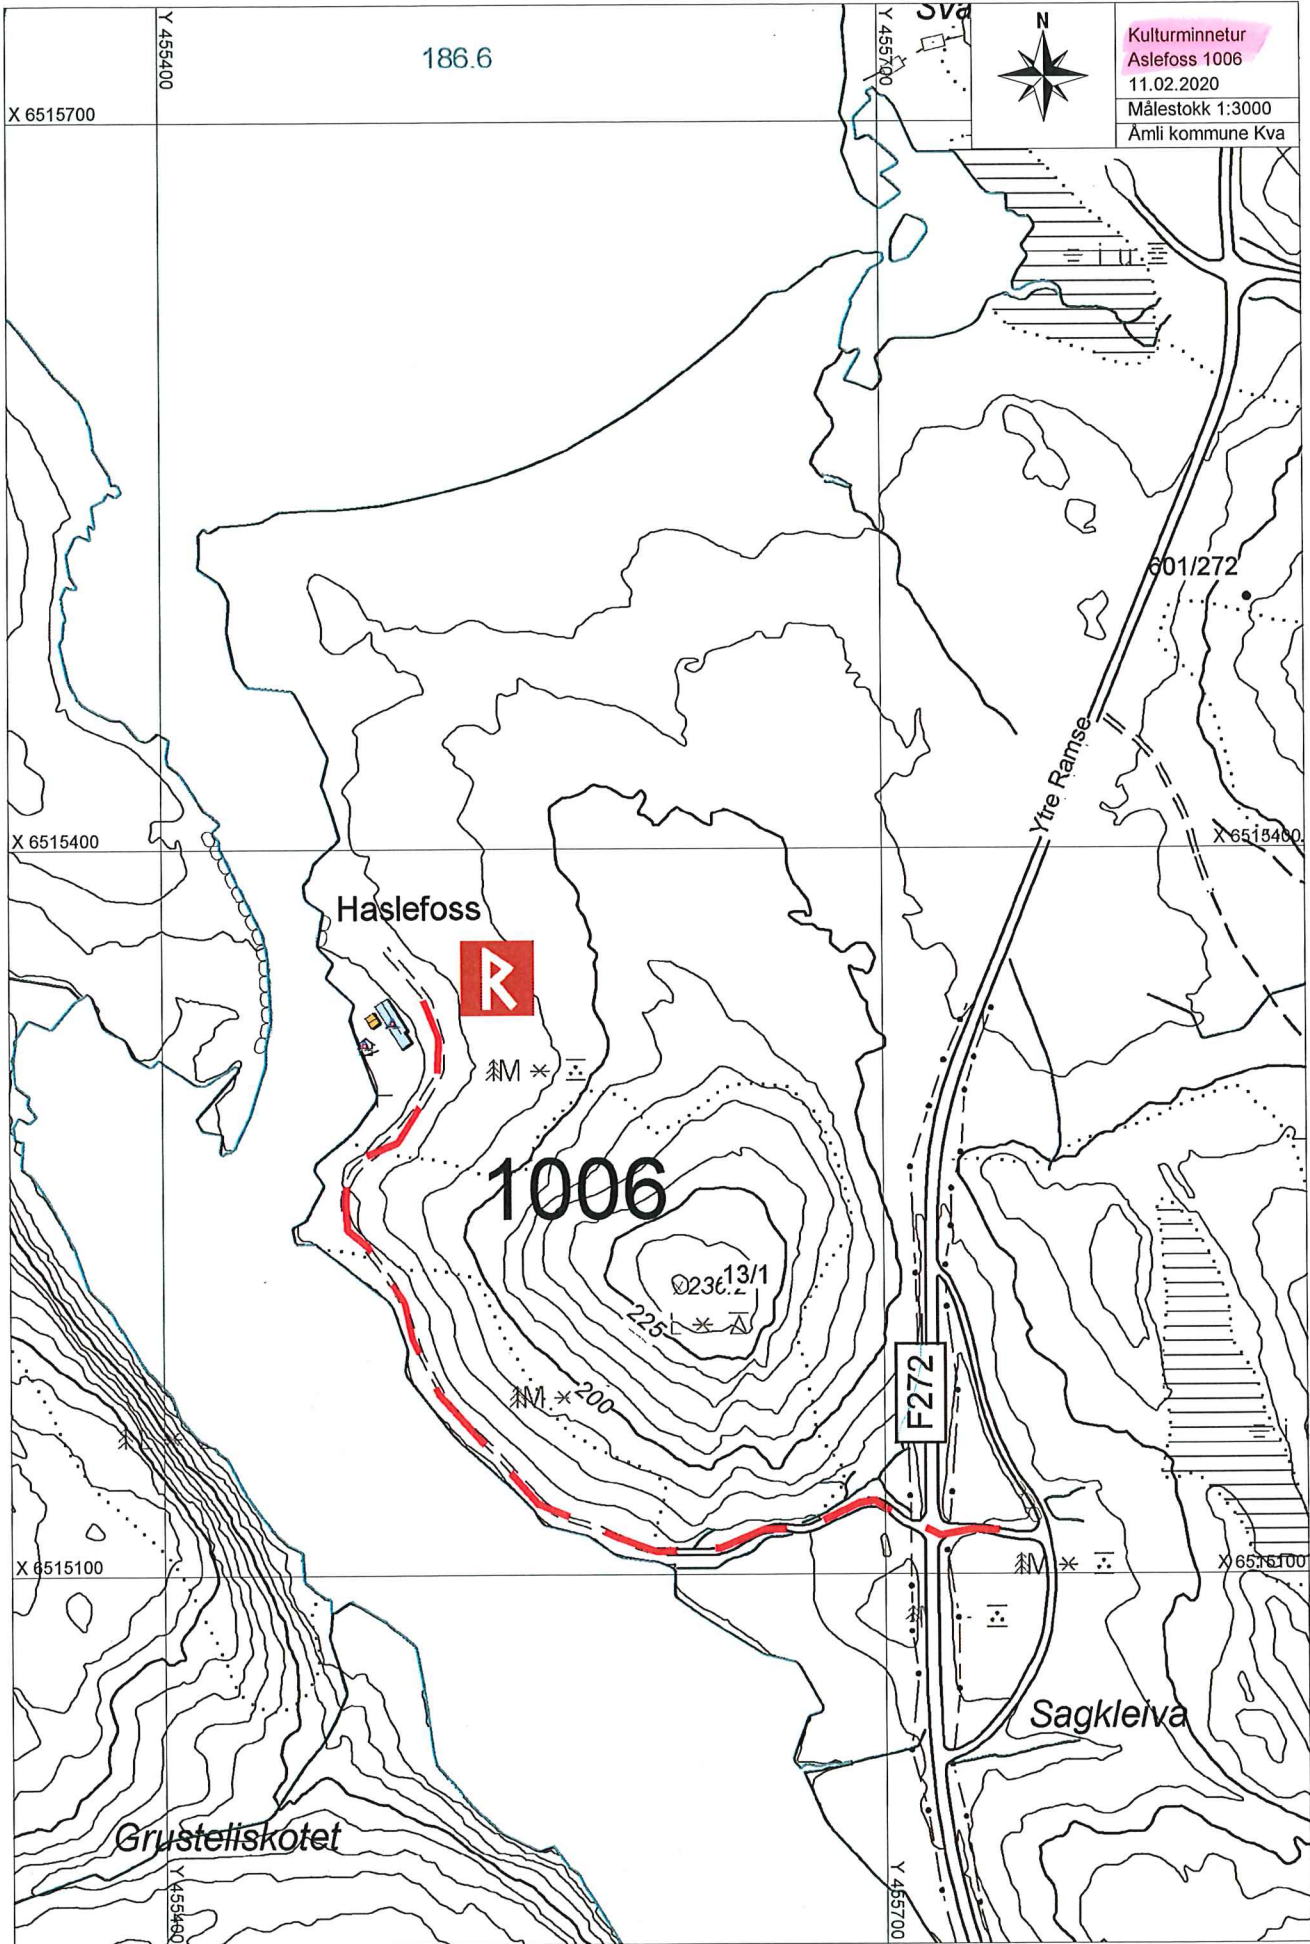 Kulturminnetur
Aslefoss 1006
11.02.2020
Målestokk 1:3000
Åmli kommune Kva
N
Y 455400
186.6
Y 455700
X 6515700
601/272
Ytre Ramse
X 6515400
X 6515400
Haslefoss
1006
13/1
225
200
F272
X 6515100
X 6515100
Sagkleiva
Grusteliskotet
Y 455400
Y 455700